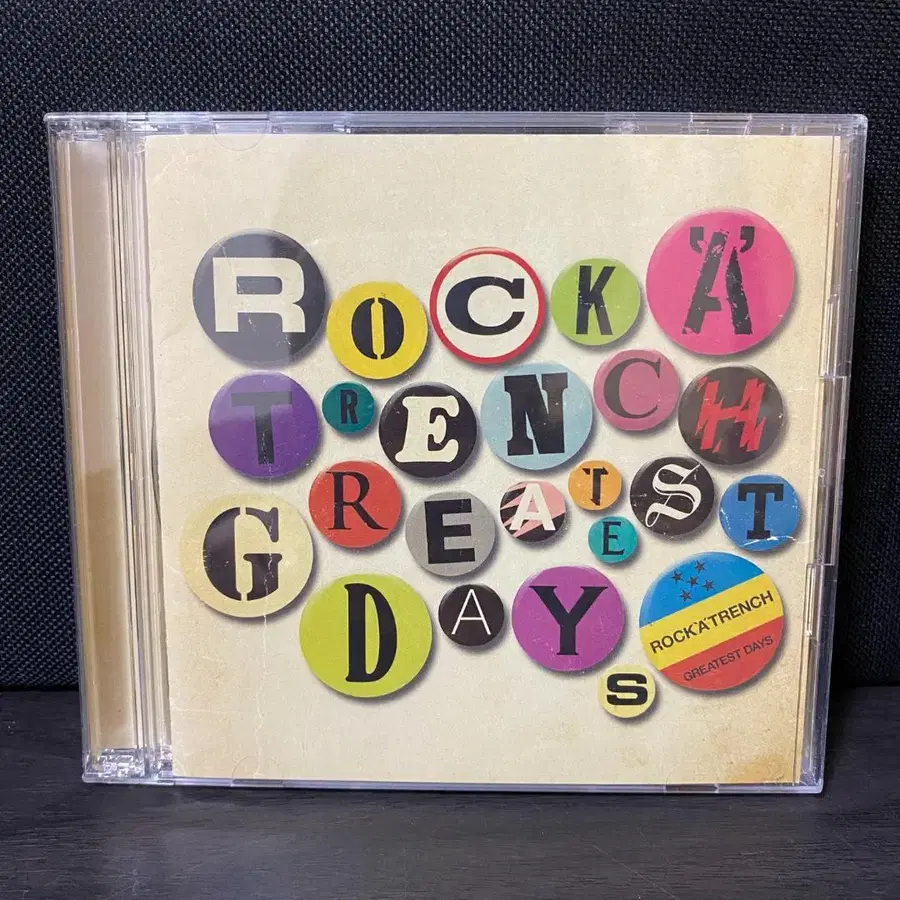 ROCK'A'
TRENCH
GREATEST
DAYS
ROCK'A'TRENCH
GREATEST DAYS